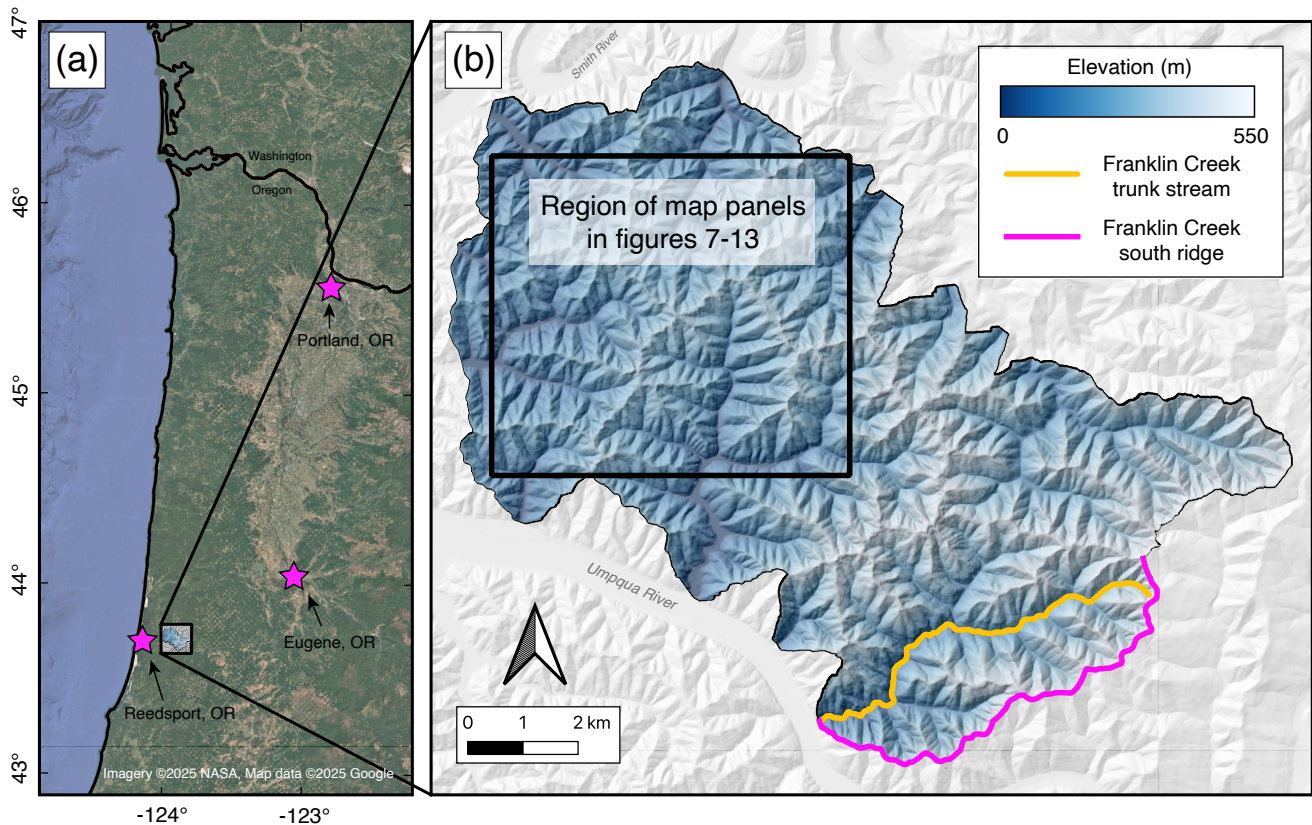 (a)
47°
46°
45°
44°
43°
-124°
-123°
Washington
Oregon
Portland, OR
Eugene, OR
Reedsport, OR
Imagery ©2025 NASA, Map data ©2025 Google
(b)
Smith River
Region of map panels
in figures 7-13
Umpqua River
0 1 2 km
Elevation (m)
0 550
Franklin Creek
trunk stream
Franklin Creek
south ridge